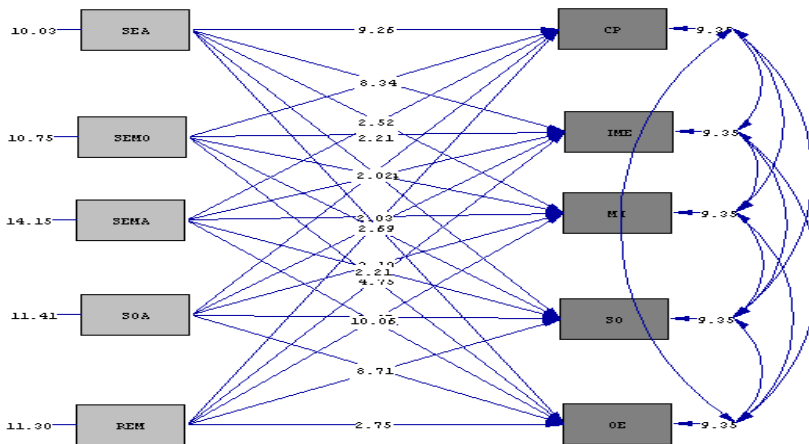 10.03 SEA 9.26 CP 9.35
8.34
2.52
10.75 SEMO 2.21 IME 9.35
2.02
14.15 SEMA 2.03 MI 9.35
2.69
2.21
4.75
11.41 SOA 10.06 SO 9.35
8.71
11.30 REM 2.75 OE 9.35